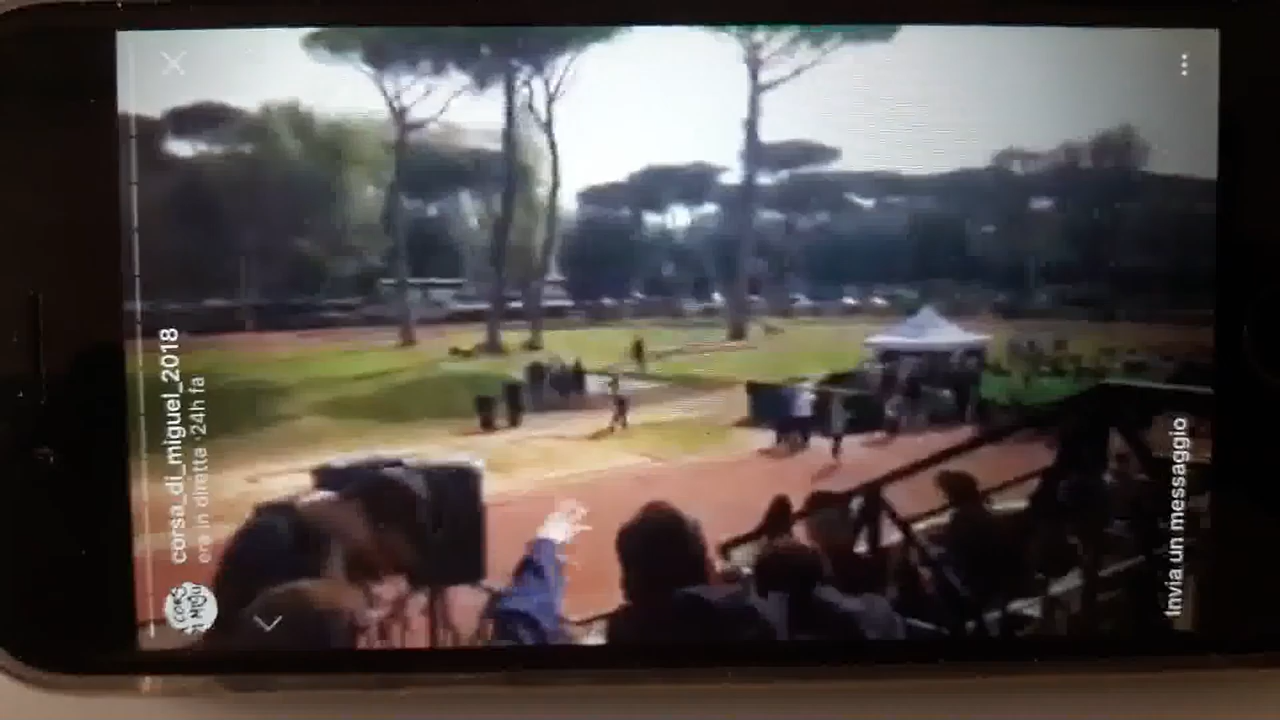 corsa_di_miguel_2018
era in diretta · 24h fa
Invia un messaggio